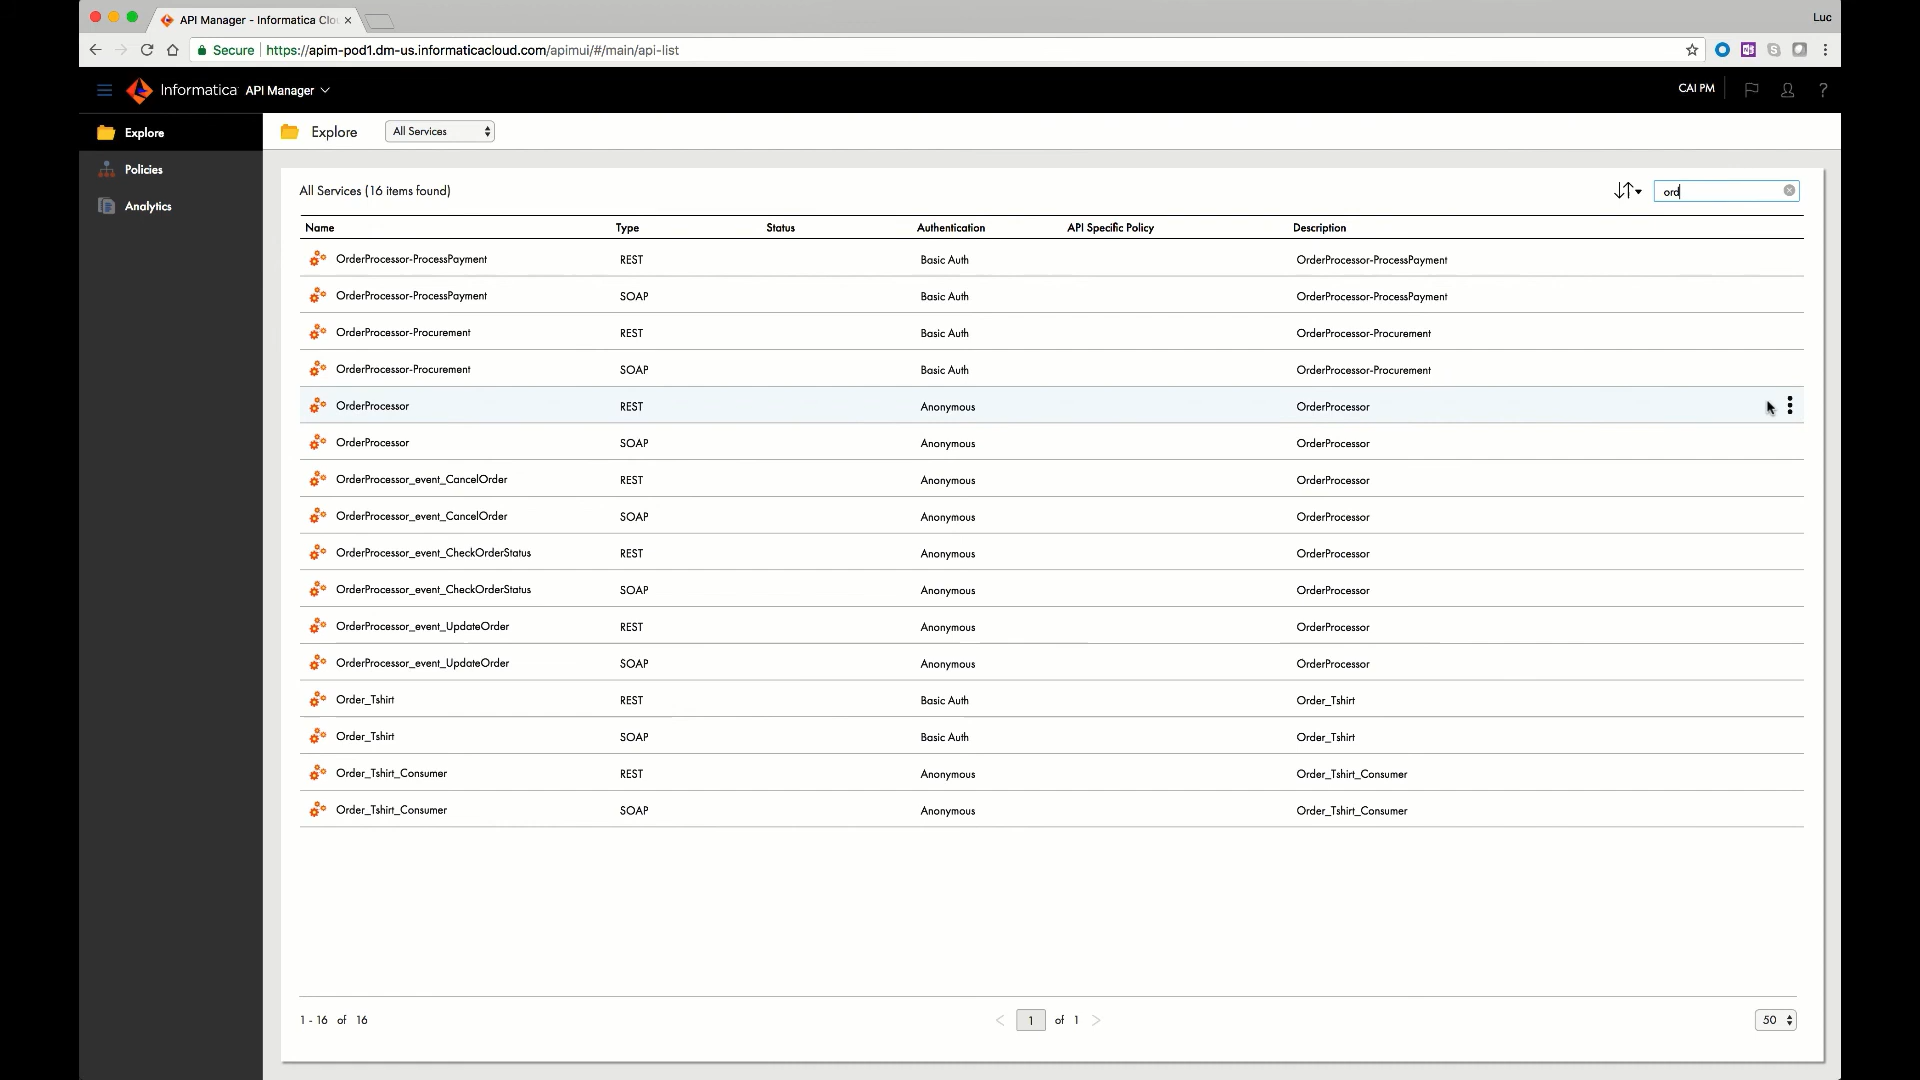 API Manager - Informatica Clou
Luc
Secure https://apim-pod1.dm-us.informaticacloud.com/apimui/#/main/api-list
Informatica API Manager
CAI PM
Explore
Policies
Analytics
Explore All Services
All Services (16 items found)
ord
Name Type Status Authentication API Specific Policy Description
OrderProcessor-ProcessPayment REST Basic Auth OrderProcessor-ProcessPayment
OrderProcessor-ProcessPayment SOAP Basic Auth OrderProcessor-ProcessPayment
OrderProcessor-Procurement REST Basic Auth OrderProcessor-Procurement
OrderProcessor-Procurement SOAP Basic Auth OrderProcessor-Procurement
OrderProcessor REST Anonymous OrderProcessor
OrderProcessor SOAP Anonymous OrderProcessor
OrderProcessor_event_CancelOrder REST Anonymous OrderProcessor
OrderProcessor_event_CancelOrder SOAP Anonymous OrderProcessor
OrderProcessor_event_CheckOrderStatus REST Anonymous OrderProcessor
OrderProcessor_event_CheckOrderStatus SOAP Anonymous OrderProcessor
OrderProcessor_event_UpdateOrder REST Anonymous OrderProcessor
OrderProcessor_event_UpdateOrder SOAP Anonymous OrderProcessor
Order_Tshirt REST Basic Auth Order_Tshirt
Order_Tshirt SOAP Basic Auth Order_Tshirt
Order_Tshirt_Consumer REST Anonymous Order_Tshirt_Consumer
Order_Tshirt_Consumer SOAP Anonymous Order_Tshirt_Consumer
1 - 16 of 16
< 1 of 1 >
50